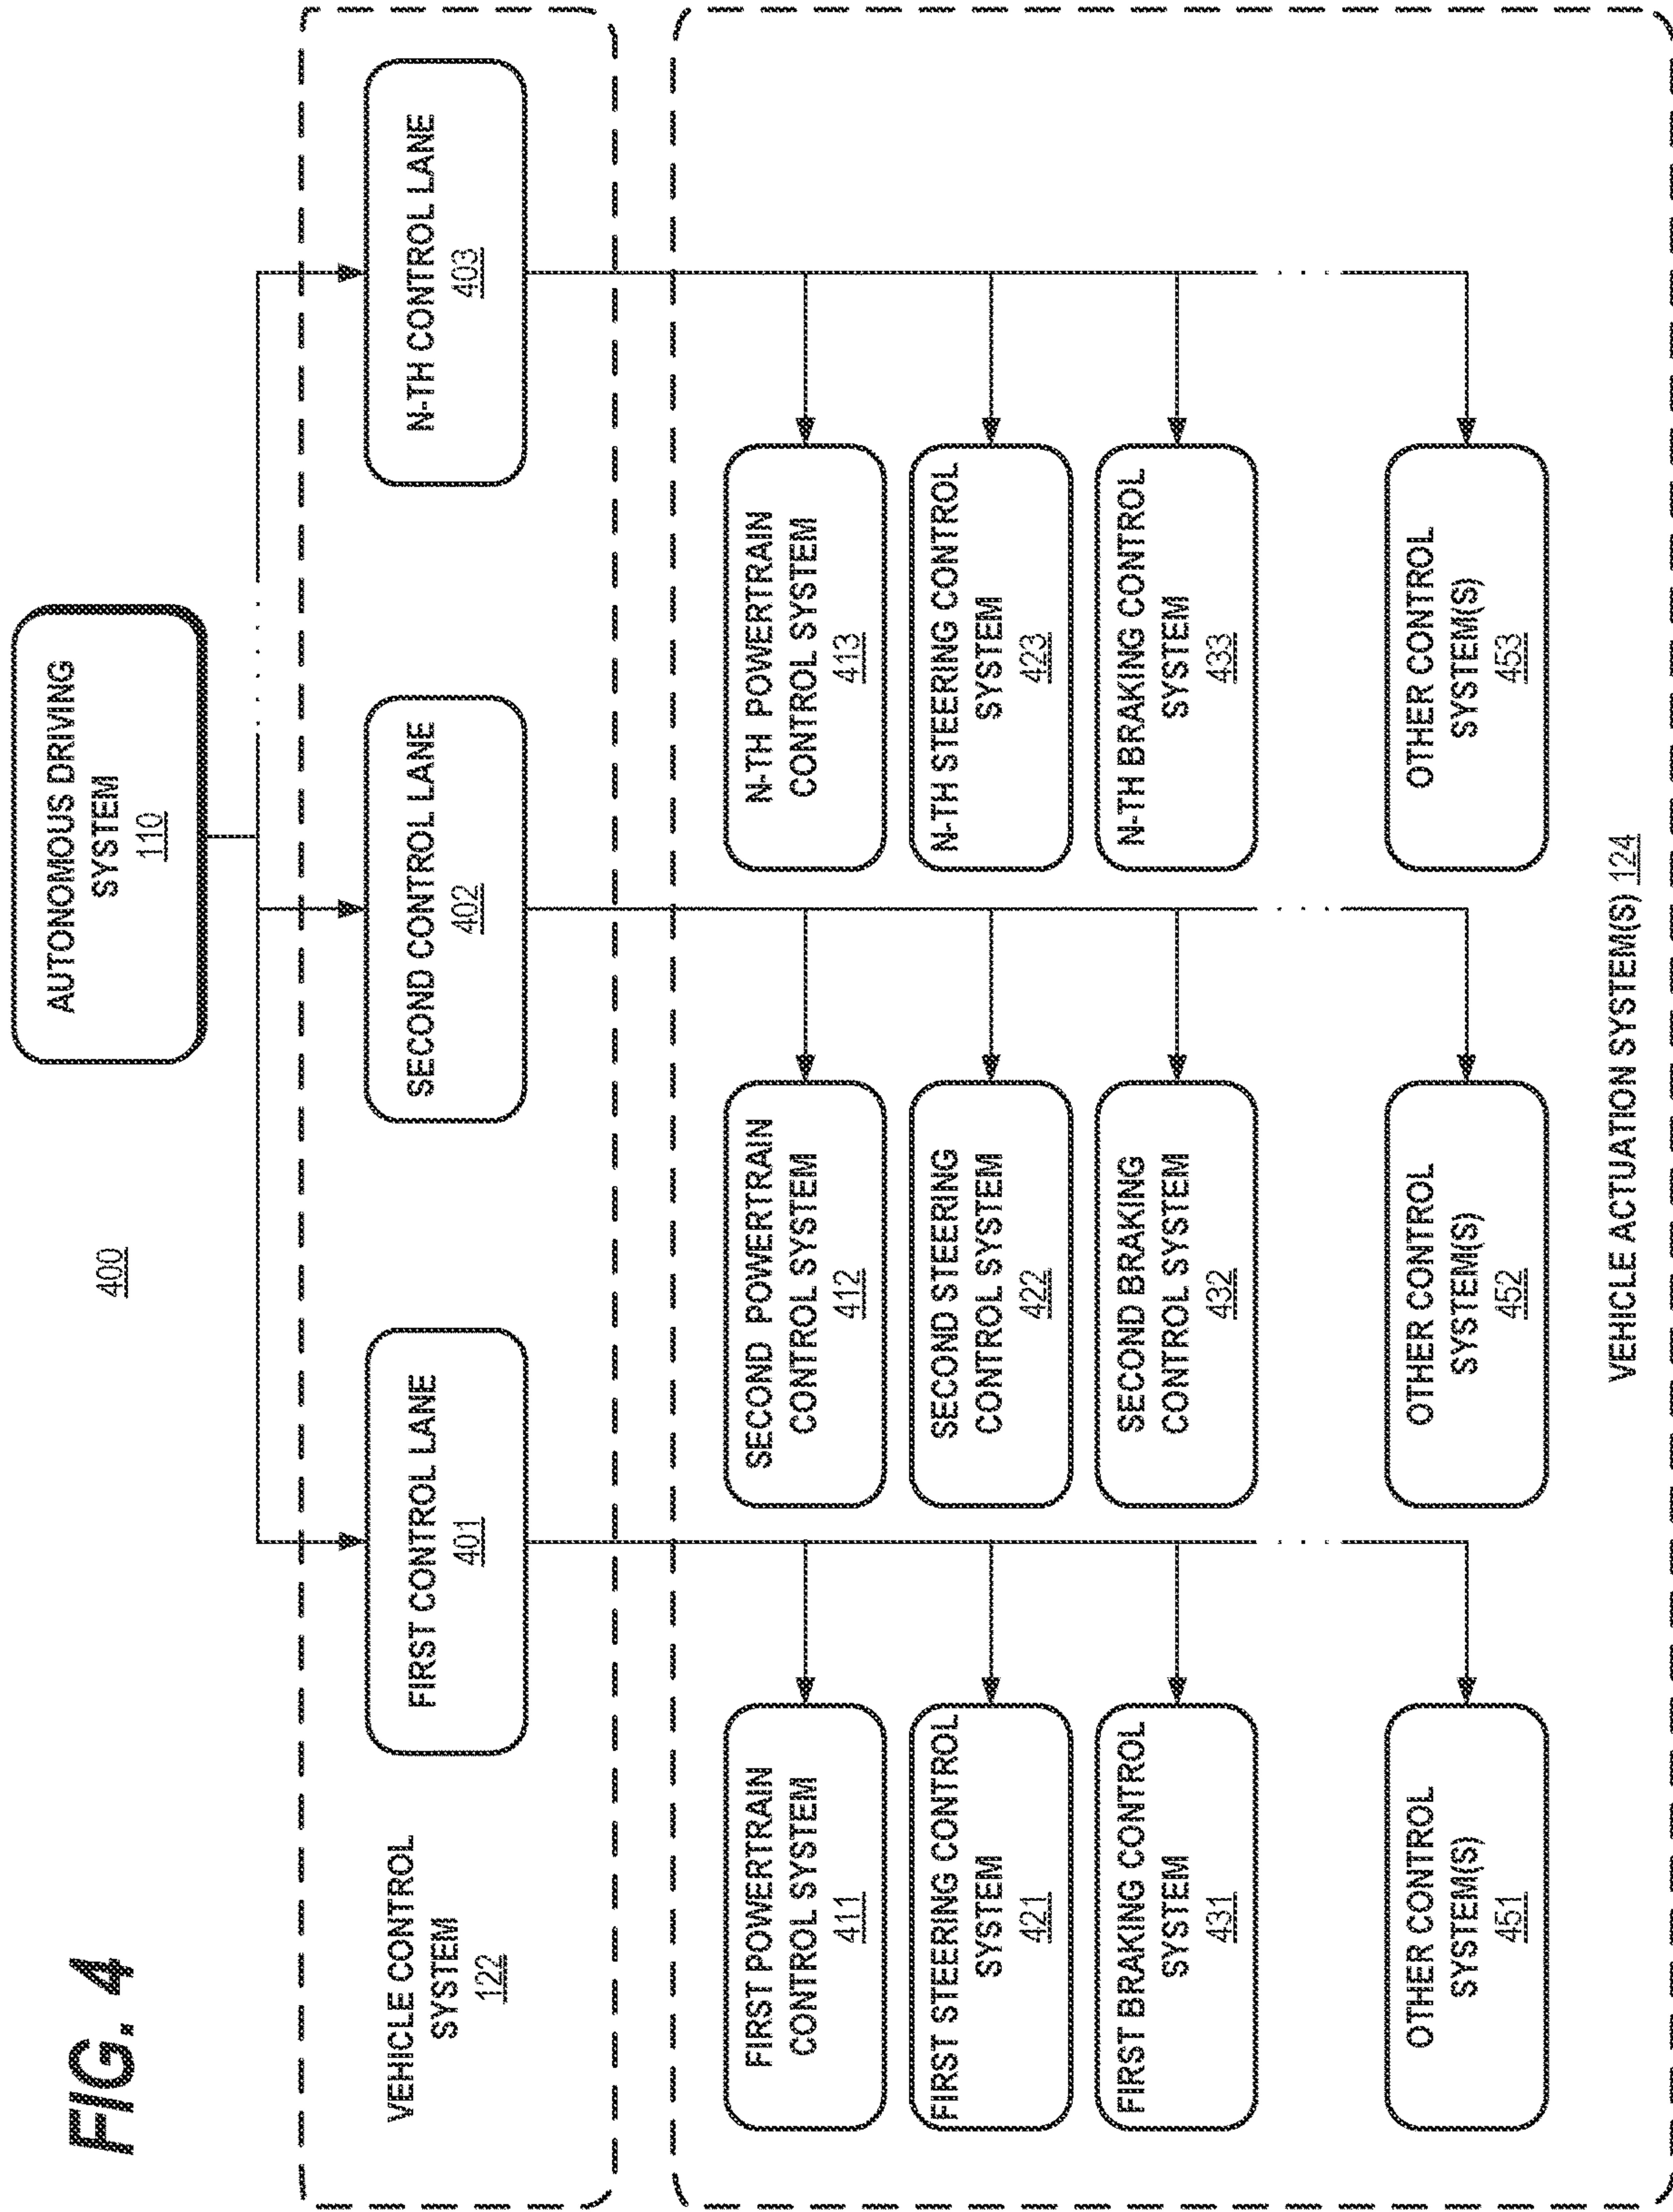 FIG. 4
400
AUTONOMOUS DRIVING
SYSTEM
110
VEHICLE CONTROL
SYSTEM
122
FIRST CONTROL LANE
401
SECOND CONTROL LANE
402
N-TH CONTROL LANE
403
FIRST POWERTRAIN
CONTROL SYSTEM
411
SECOND POWERTRAIN
CONTROL SYSTEM
412
N-TH POWERTRAIN
CONTROL SYSTEM
413
FIRST STEERING CONTROL
SYSTEM
421
SECOND STEERING
CONTROL SYSTEM
422
N-TH STEERING CONTROL
SYSTEM
423
FIRST BRAKING CONTROL
SYSTEM
431
SECOND BRAKING
CONTROL SYSTEM
432
N-TH BRAKING CONTROL
SYSTEM
433
OTHER CONTROL
SYSTEM(S)
451
OTHER CONTROL
SYSTEM(S)
452
OTHER CONTROL
SYSTEM(S)
453
VEHICLE ACTUATION SYSTEM(S) 124